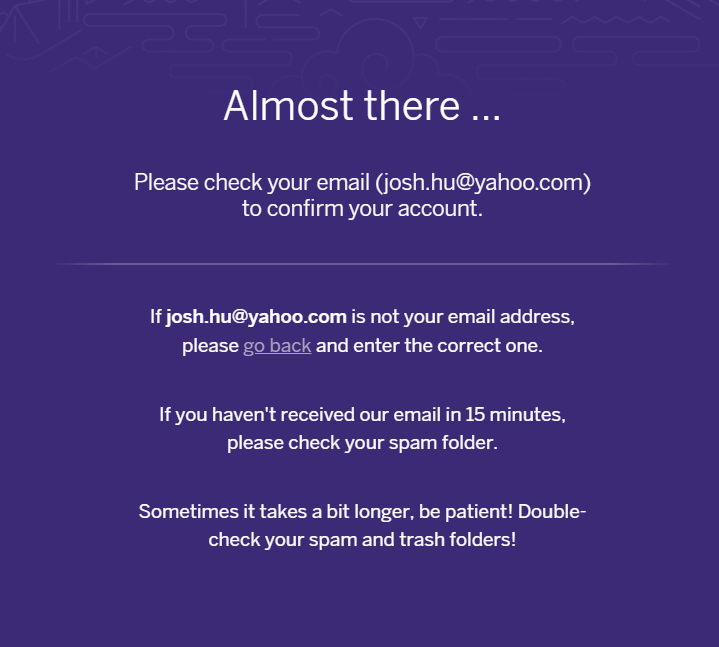 Almost there ...
Please check your email (josh.hu@yahoo.com)
to confirm your account.
If josh.hu@yahoo.com is not your email address,
please go back and enter the correct one.
If you haven't received our email in 15 minutes,
please check your spam folder.
Sometimes it takes a bit longer, be patient! Double-
check your spam and trash folders!